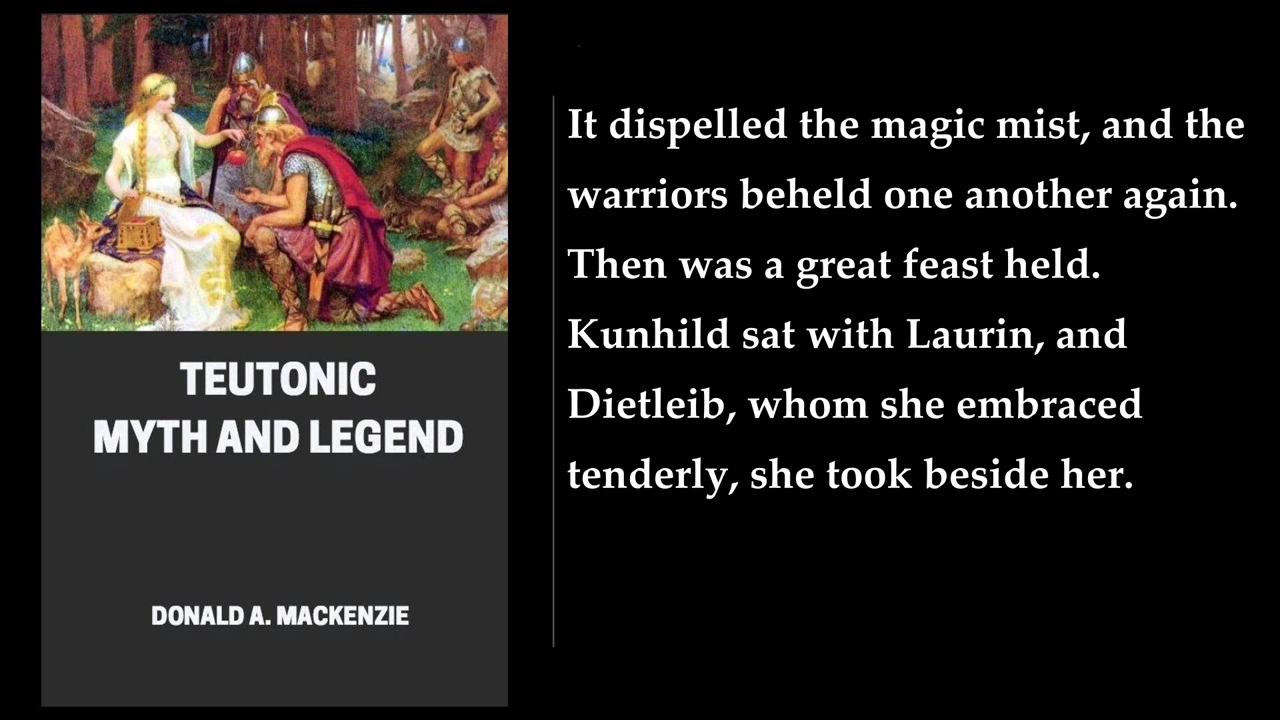 TEUTONIC
MYTH AND LEGEND
DONALD A. MACKENZIE
It dispelled the magic mist, and the
warriors beheld one another again.
Then was a great feast held.
Kunhild sat with Laurin, and
Dietleib, whom she embraced
tenderly, she took beside her.